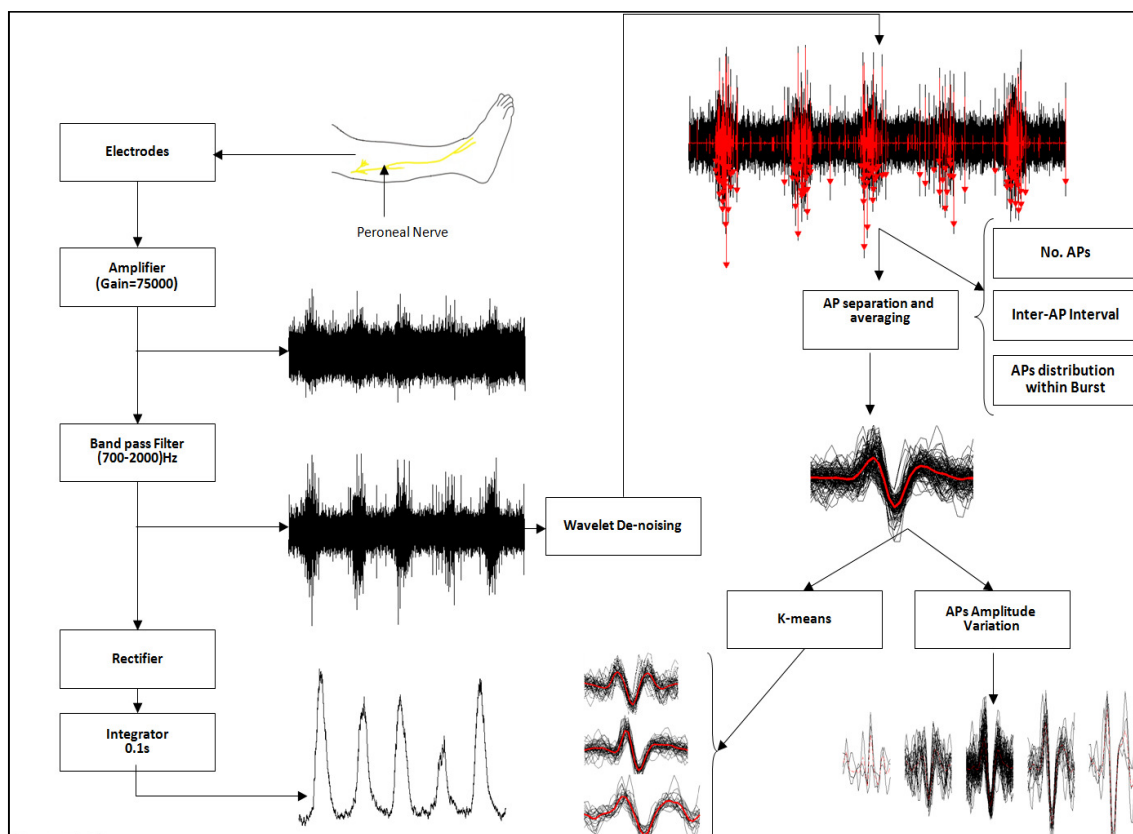 Electrodes
Peroneal Nerve
Amplifier
(Gain=75000)
Band pass Filter
(700-2000)Hz
Rectifier
Integrator
0.1s
Wavelet De-noising
No. APs
AP separation and
averaging
Inter-AP Interval
APs distribution
within Burst
K-means
APs Amplitude
Variation